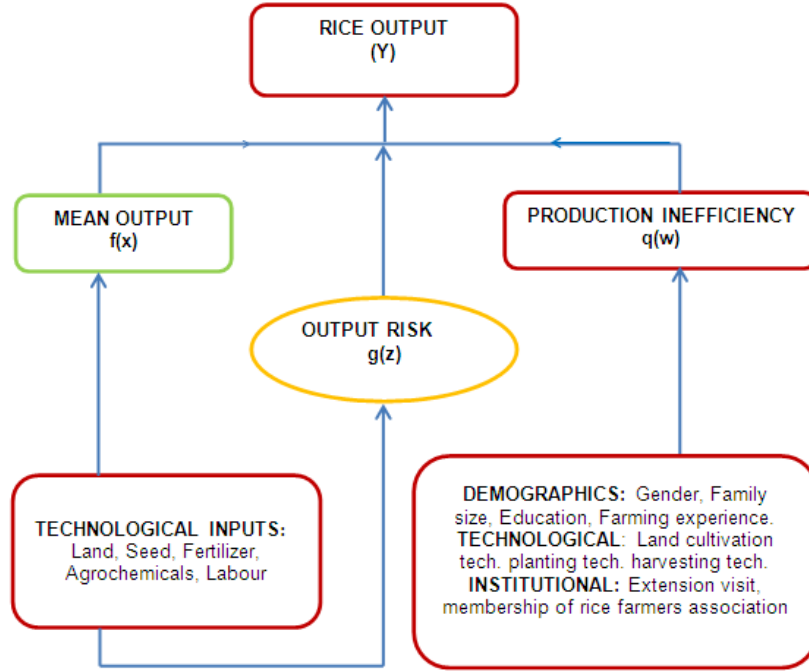 RICE OUTPUT
(Y)
MEAN OUTPUT
f(x)
PRODUCTION INEFFICIENCY
q(w)
OUTPUT RISK
g(z)
TECHNOLOGICAL INPUTS:
Land, Seed, Fertilizer,
Agrochemicals, Labour
DEMOGRAPHICS: Gender, Family
size, Education, Farming experience.
TECHNOLOGICAL: Land cultivation
tech. planting tech. harvesting tech.
INSTITUTIONAL: Extension visit,
membership of rice farmers association